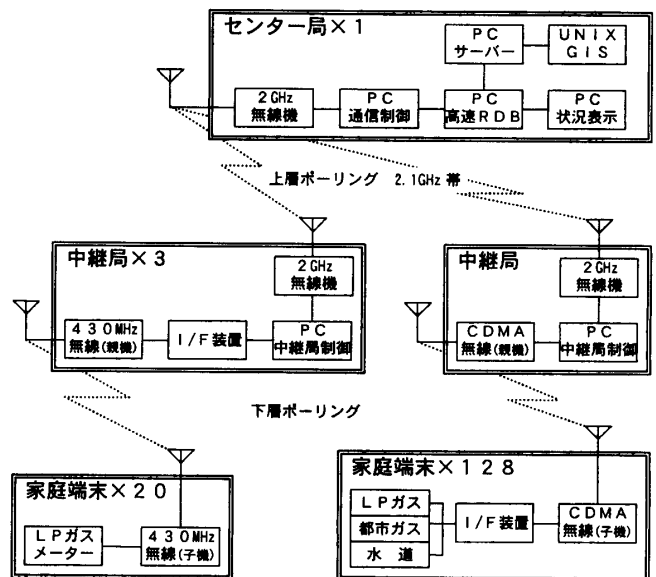 センター局×1
PC
サーバー
UNIX
GIS
2GHz
無線機
PC
通信制御
PC
高速RDB
PC
状況表示
上層ポーリング 2.1GHz帯
中継局×3
2GHz
無線機
430MHz
無線(親機)
I/F装置
PC
中継局制御
中継局
2GHz
無線機
CDMA
無線(親機)
PC
中継局制御
下層ポーリング
家庭端末×20
LPガス
メーター
430MHz
無線(子機)
家庭端末×128
LPガス
都市ガス
水道
I/F装置
CDMA
無線(子機)